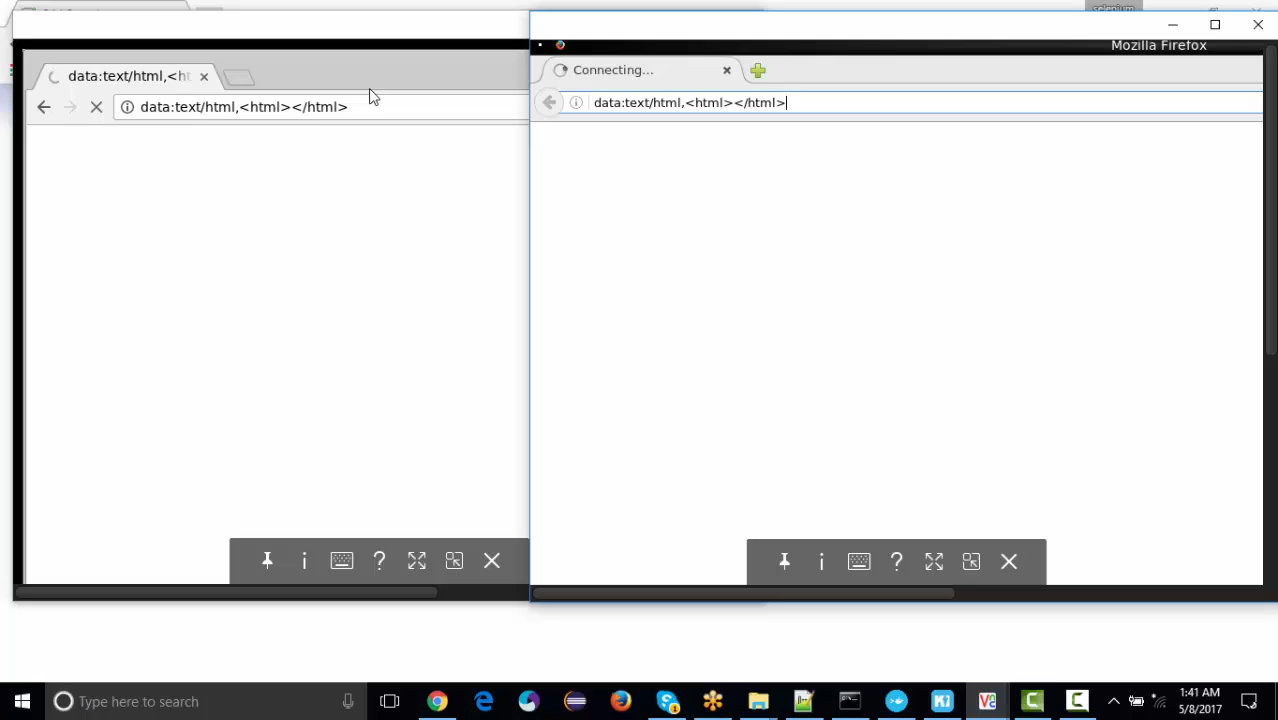 selenium
Mozilla Firefox
data:text/html,<ht
data:text/html,<html></html>
Connecting...
data:text/html,<html></html>
Type here to search
1:41 AM
5/8/2017